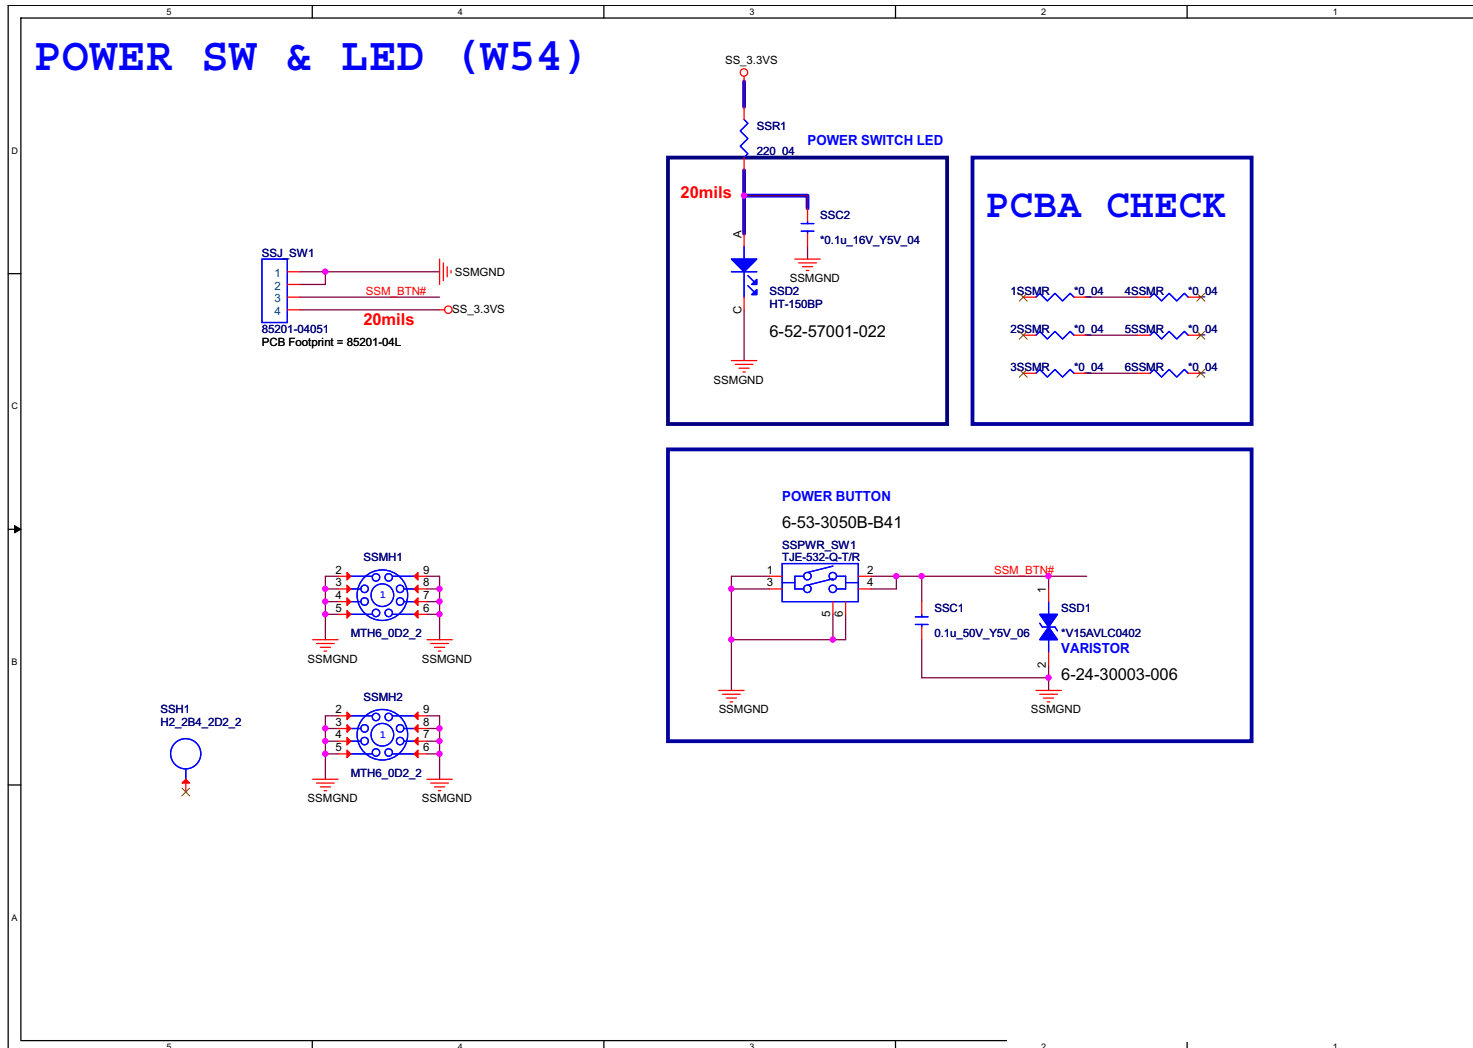 5 4 3 2 1
POWER SW & LED (W54)
SS_3.3VS
SSR1
220_04
POWER SWITCH LED
D
20mils
A
SSC2
*0.1u_16V_Y5V_04
SSMGND
SSD2
HT-150BP
C
6-52-57001-022
SSMGND
PCBA CHECK
1SSMR *0_04 4SSMR *0_04
2SSMR *0_04 5SSMR *0_04
3SSMR *0_04 6SSMR *0_04
SSJ_SW1
1
2
3
4
SSMGND
SSM_BTN#
SS_3.3VS
20mils
85201-04051
PCB Footprint = 85201-04L
C
POWER BUTTON
6-53-3050B-B41
SSPWR_SW1
TJE-532-Q-T/R
1 2
3 4
5 6
SSM_BTN#
SSC1
0.1u_50V_Y5V_06
1
SSD1
*V15AVLC0402
VARISTOR
2
6-24-30003-006
SSMGND
SSMGND
SSMH1
2 9
3 8
4 1 7
5 6
MTH6_0D2_2
SSMGND SSMGND
B
SSMH2
2 9
3 8
4 1 7
5 6
MTH6_0D2_2
SSMGND SSMGND
SSH1
H2_2B4_2D2_2
A
5 4 3 2 1